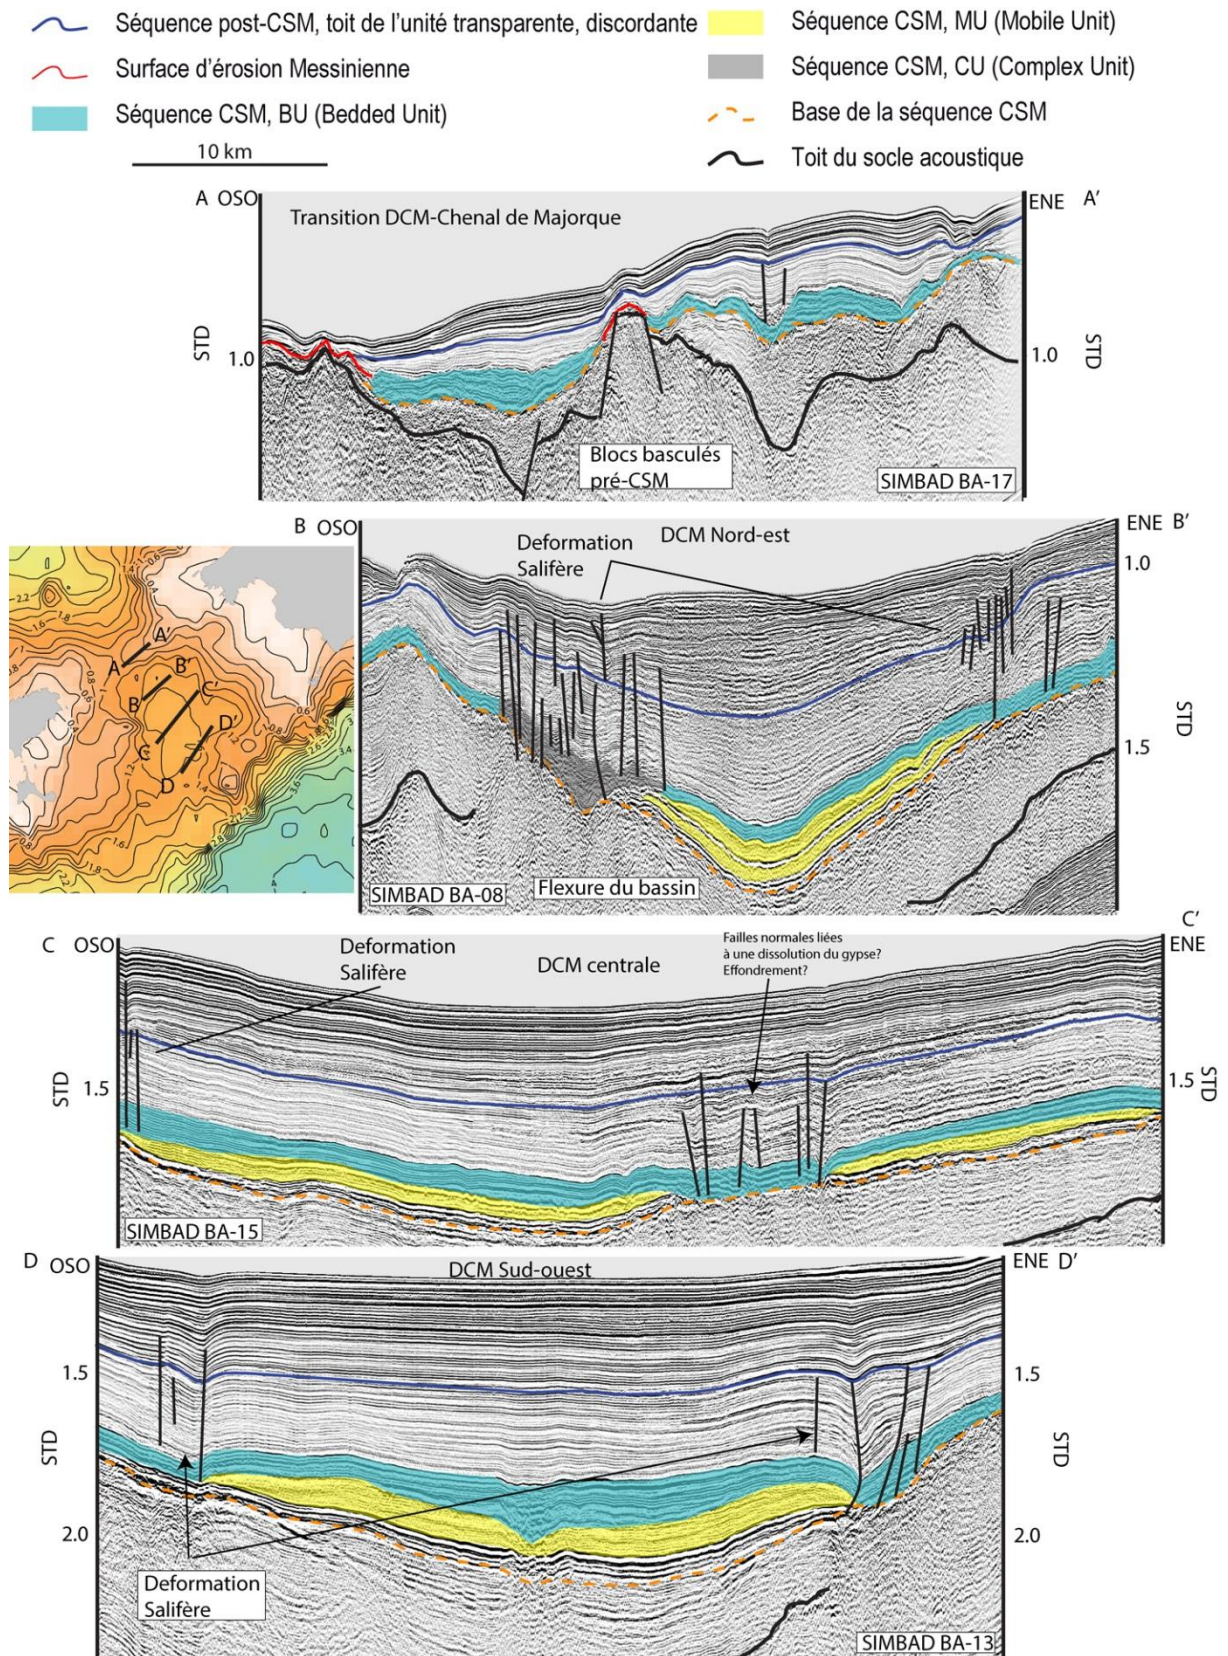 Séquence post-CSM, toit de l'unité transparente, discordante
Surface d'érosion Messinienne
Séquence CSM, BU (Bedded Unit)
Séquence CSM, MU (Mobile Unit)
Séquence CSM, CU (Complex Unit)
Base de la séquence CSM
Toit du socle acoustique
10 km
A OSO
ENE A'
Transition DCM-Chenal de Majorque
STD
1.0
1.0
STD
Blocs basculés
pré-CSM
SIMBAD BA-17
B OSO
DCM Nord-est
ENE B'
Deformation
Salifère
1.0
STD
1.5
SIMBAD BA-08
Flexure du bassin
A
A'
B
B'
C
C'
D
D'
C OSO
C'
ENE
Deformation
Salifère
DCM centrale
Failles normales liées
à une dissolution du gypse?
Effondrement?
STD
1.5
1.5
STD
SIMBAD BA-15
D OSO
DCM Sud-ouest
ENE D'
1.5
1.5
STD
STD
2.0
2.0
Deformation
Salifère
SIMBAD BA-13